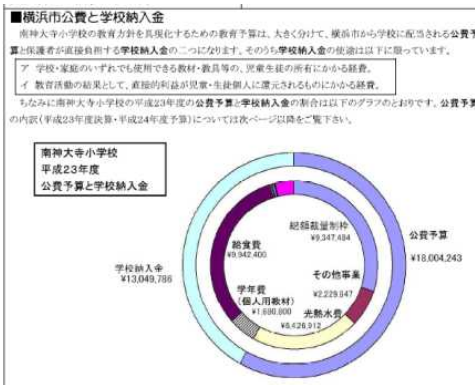 ■横浜市公費と学校納入金
南神大寺小学校の教育方針を具現化するための教育予算は、大きく分けて、横浜市から学校に配当される公費予
算と保護者が直接負担する学校納入金の二つになります。そのうち学校納入金の使途は以下に限っています。
ア 学校・家庭のいずれでも使用できる教材・教具等の、児童生徒の所有にかかる経費。
イ 教育活動の結果として、直接的利益が児童・生徒個人に還元されるものにかかる経費。
ちなみに南神大寺小学校の平成23年度の公費予算と学校納入金の割合は以下のグラフのとおりです。公費予算
の内訳(平成23年度決算・平成24年度予算)については次ページ以降をご覧下さい。
南神大寺小学校
平成23年度
公費予算と学校納入金
総額裁量制枠
¥9,347,484
公費予算
¥18,004,243
給食費
¥9,942,400
学校納入金
¥13,049,786
その他事業
¥2,229,847
学年費
(個人用教材)
光熱水費
¥6,426,912